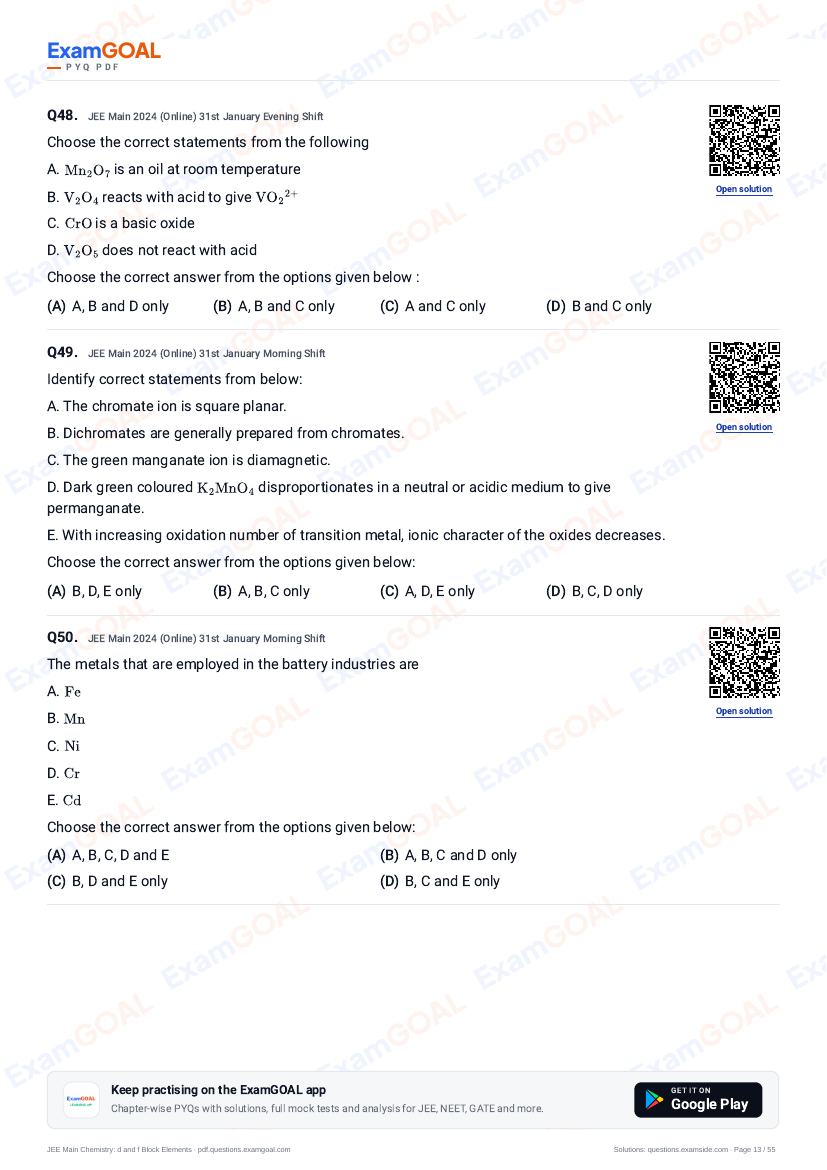 ExamGOAL
PYQ PDF
Q48. JEE Main 2024 (Online) 31st January Evening Shift
Choose the correct statements from the following
A. Mn₂O₇ is an oil at room temperature
B. V₂O₄ reacts with acid to give VO₂²⁺
C. CrO is a basic oxide
D. V₂O₅ does not react with acid
Choose the correct answer from the options given below :
(A) A, B and D only (B) A, B and C only (C) A and C only (D) B and C only
Open solution
Q49. JEE Main 2024 (Online) 31st January Morning Shift
Identify correct statements from below:
A. The chromate ion is square planar.
B. Dichromates are generally prepared from chromates.
C. The green manganate ion is diamagnetic.
D. Dark green coloured K₂MnO₄ disproportionates in a neutral or acidic medium to give
permanganate.
E. With increasing oxidation number of transition metal, ionic character of the oxides decreases.
Choose the correct answer from the options given below:
(A) B, D, E only (B) A, B, C only (C) A, D, E only (D) B, C, D only
Open solution
Q50. JEE Main 2024 (Online) 31st January Morning Shift
The metals that are employed in the battery industries are
A. Fe
B. Mn
C. Ni
D. Cr
E. Cd
Choose the correct answer from the options given below:
(A) A, B, C, D and E (B) A, B, C and D only
(C) B, D and E only (D) B, C and E only
Open solution
ExamGOAL
Keep practising on the ExamGOAL app
Chapter-wise PYQs with solutions, full mock tests and analysis for JEE, NEET, GATE and more.
GET IT ON
Google Play
JEE Main Chemistry: d and f Block Elements · pdf.questions.examgoal.com
Solutions: questions.examside.com · Page 13 / 55